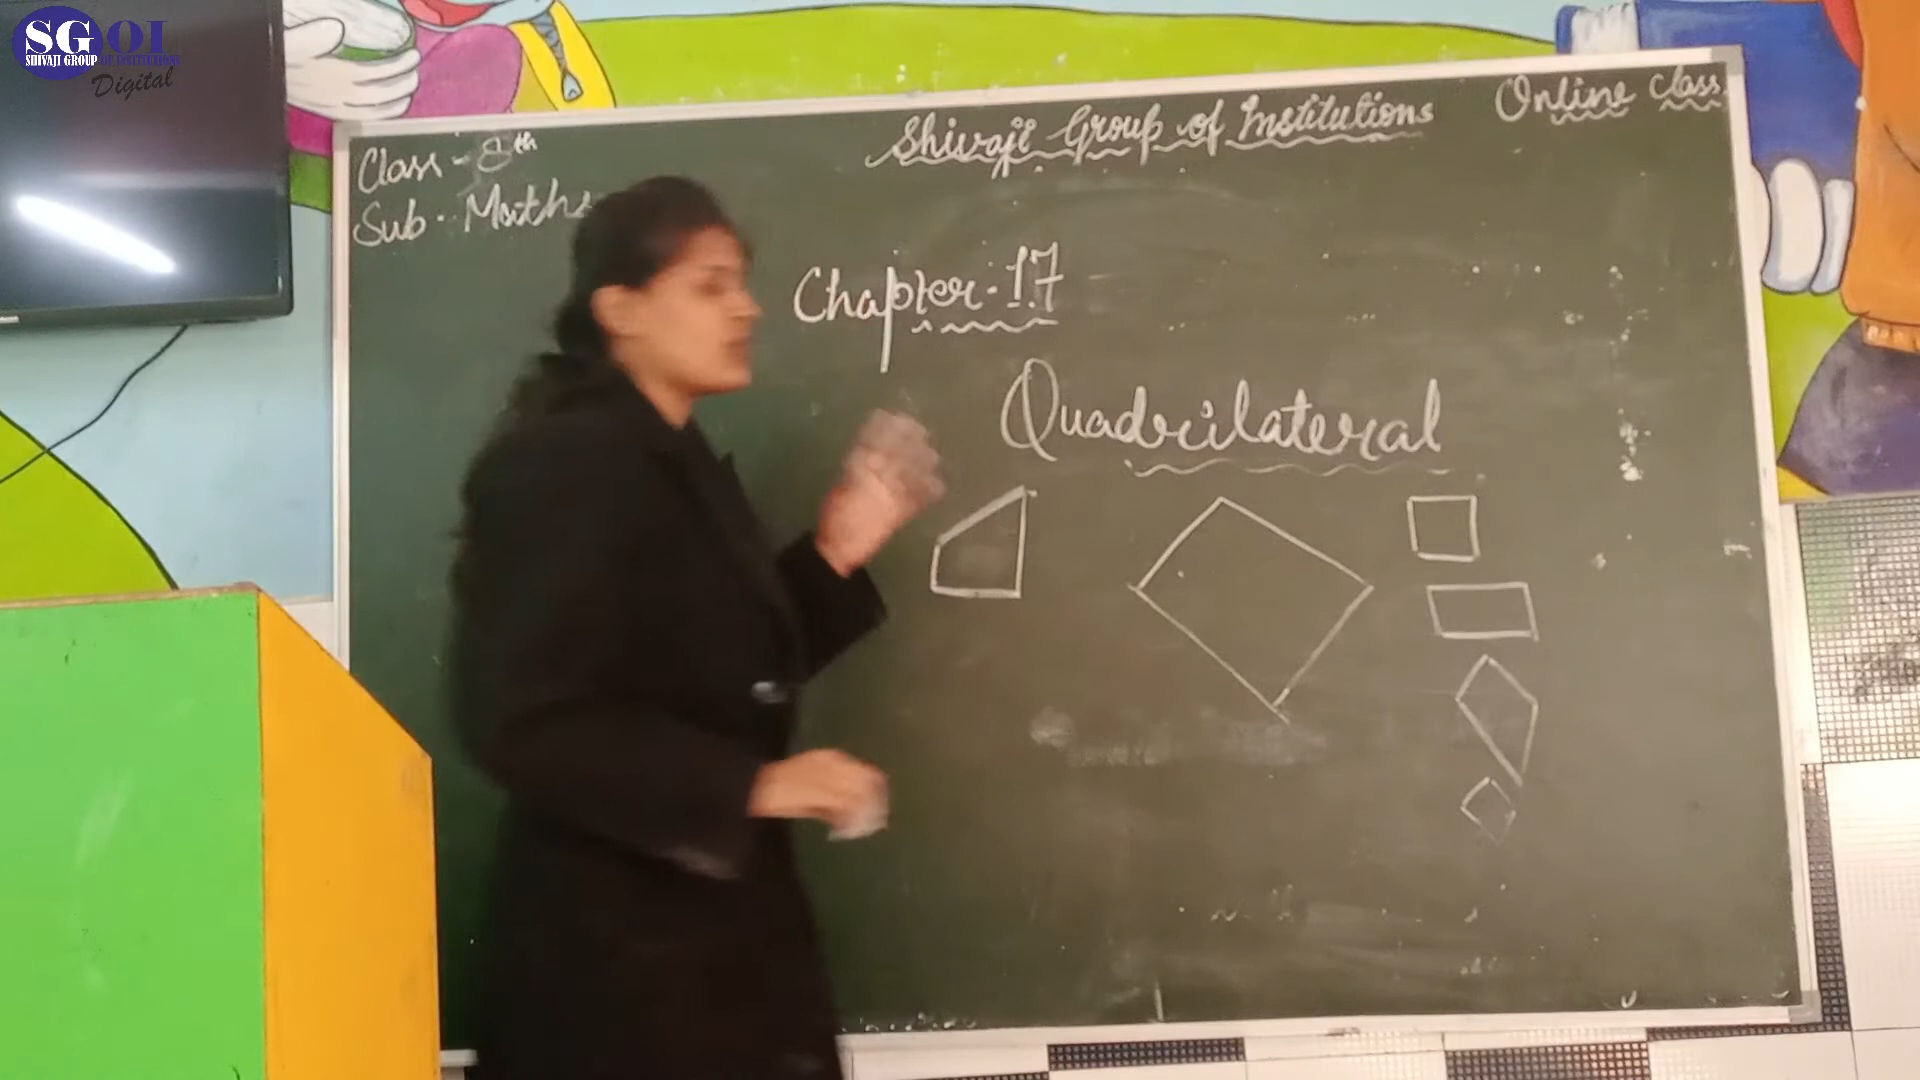 SGOI
SHIVAJI GROUP OF INSTITUTIONS
Digital
Shivaji Group of Institutions
Online class
Class - 8th
Sub - Maths
Chapter - 17
Quadrilateral